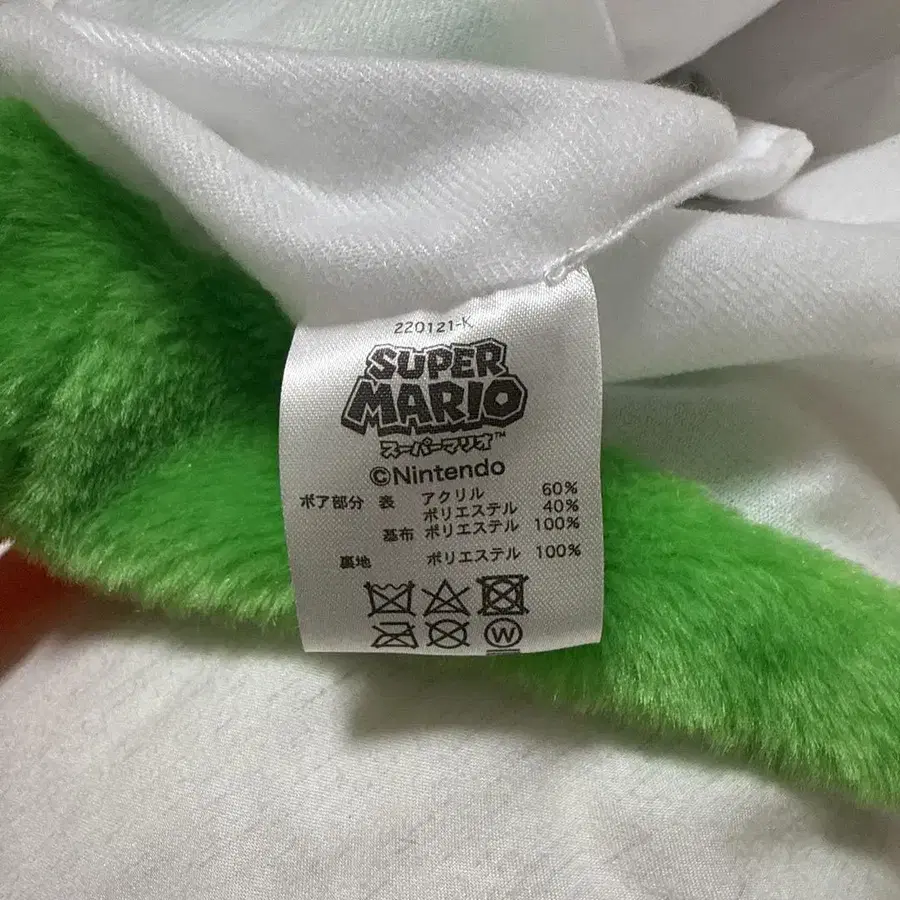 220121-K
SUPER
MARIO
スーパーマリオ™
©Nintendo
ボア部分 表 アクリル 60%
ポリエステル 40%
基布 ポリエステル 100%
裏地 ポリエステル 100%
W